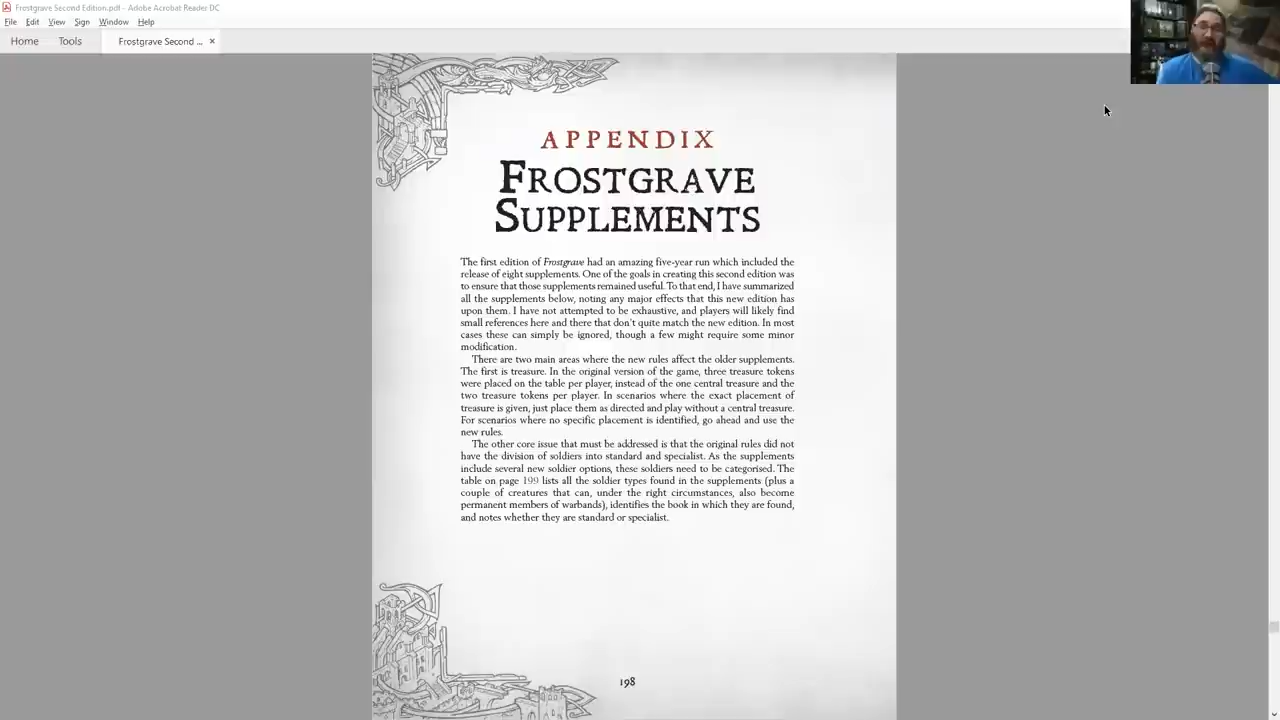 Frostgrave Second Edition.pdf - Adobe Acrobat Reader DC
File Edit View Sign Window Help
Home Tools Frostgrave Second ... ×
APPENDIX
FROSTGRAVE
SUPPLEMENTS
The first edition of Frostgrave had an amazing five-year run which included the
release of eight supplements. One of the goals in creating this second edition was
to ensure that those supplements remained useful. To that end, I have summarized
all the supplements below, noting any major effects that this new edition has
upon them. I have not attempted to be exhaustive, and players will likely find
small references here and there that don't quite match the new edition. In most
cases these can simply be ignored, though a few might require some minor
modification.
There are two main areas where the new rules affect the older supplements.
The first is treasure. In the original version of the game, three treasure tokens
were placed on the table per player, instead of the one central treasure and the
two treasure tokens per player. In scenarios where the exact placement of
treasure is given, just place them as directed and play without a central treasure.
For scenarios where no specific placement is identified, go ahead and use the
new rules.
The other core issue that must be addressed is that the original rules did not
have the division of soldiers into standard and specialist. As the supplements
include several new soldier options, these soldiers need to be categorised. The
table on page 199 lists all the soldier types found in the supplements (plus a
couple of creatures that can, under the right circumstances, also become
permanent members of warbands), identifies the book in which they are found,
and notes whether they are standard or specialist.
198